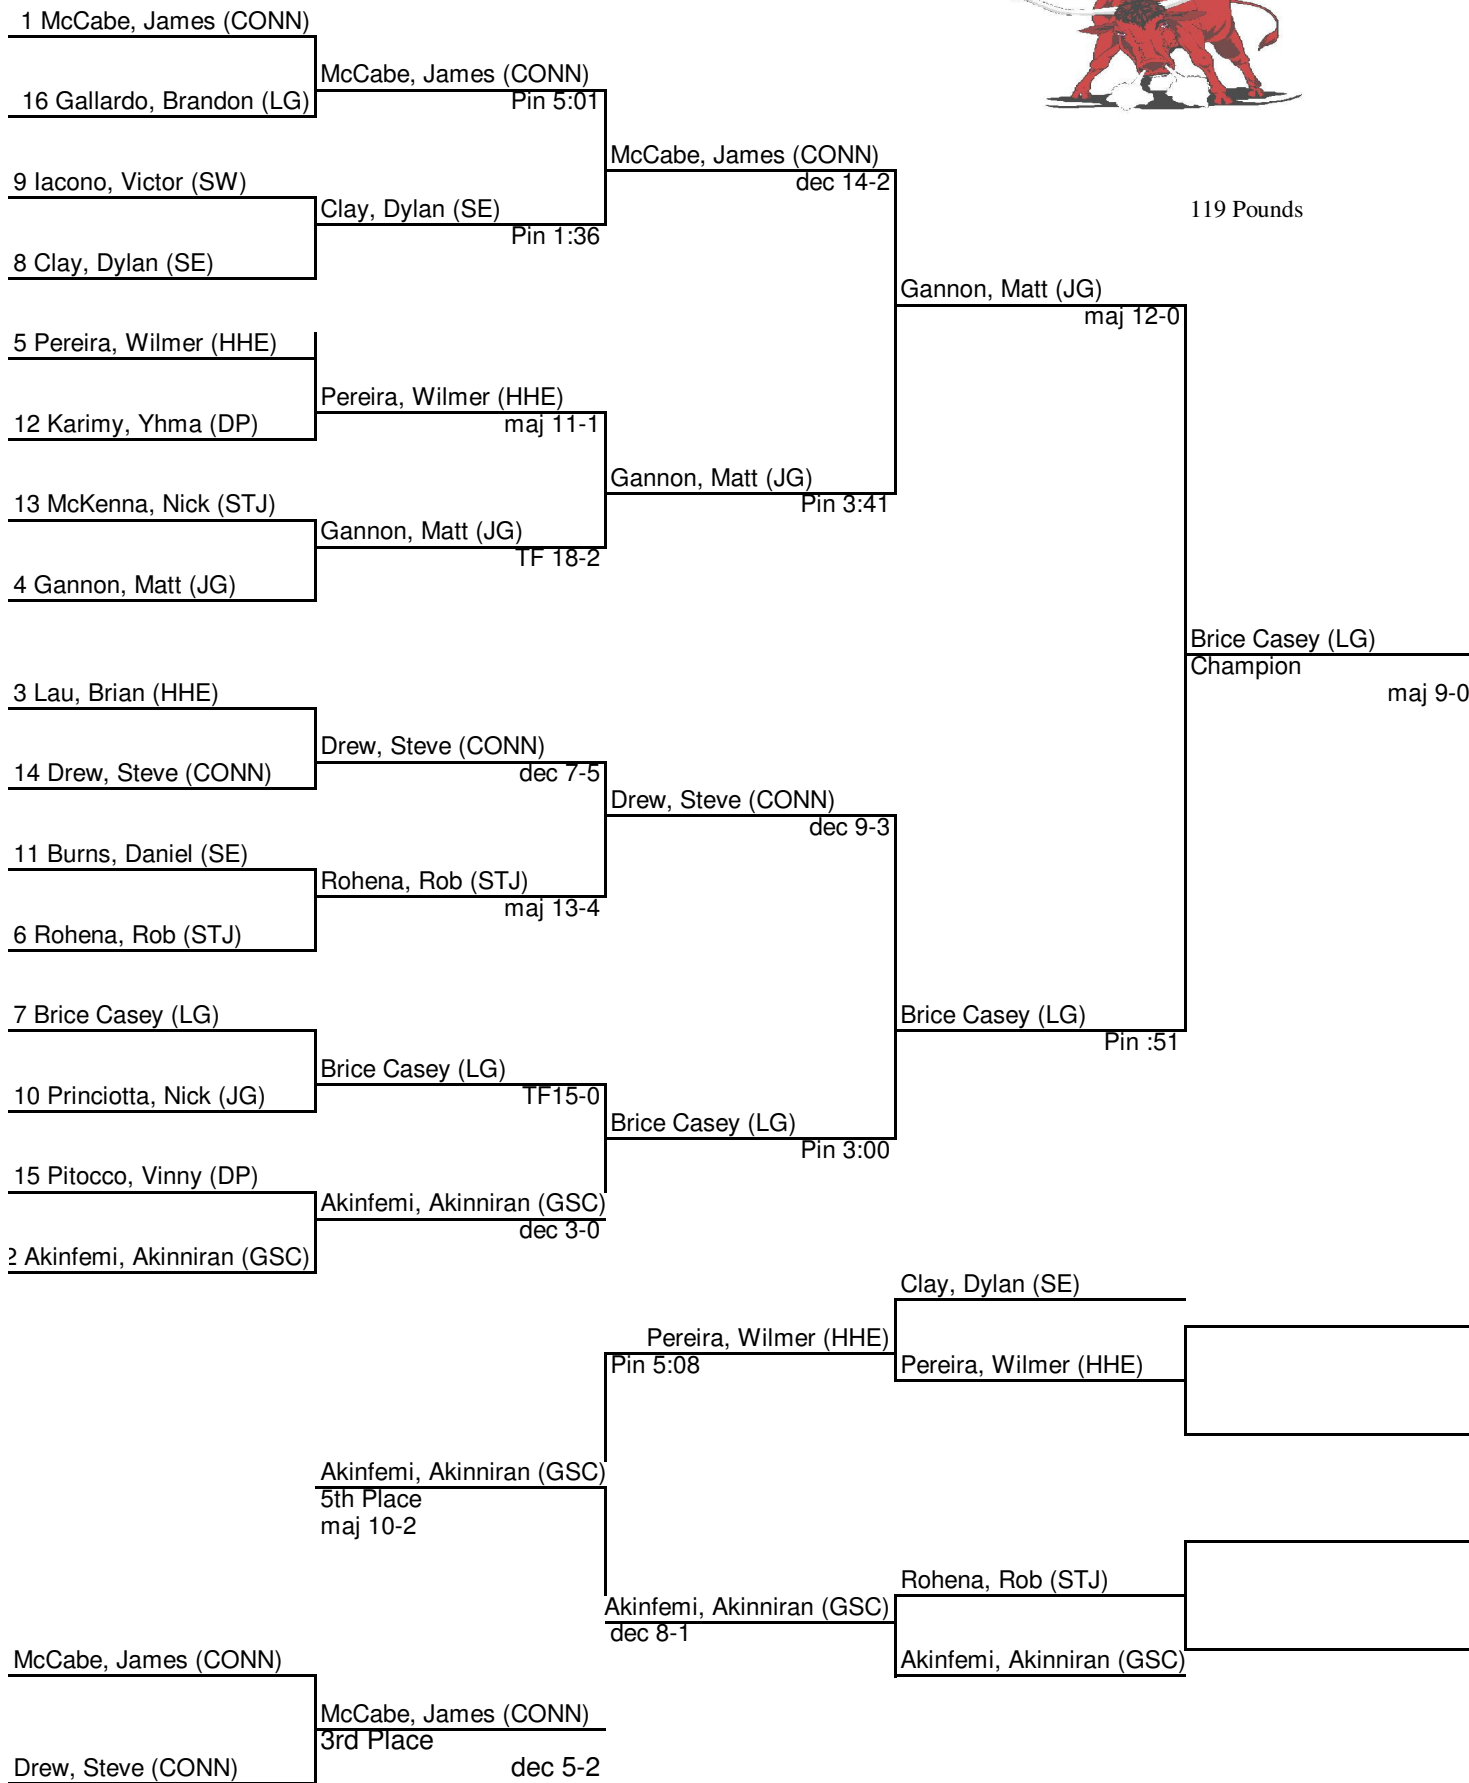 1 McCabe, James (CONN)
McCabe, James (CONN)
16 Gallardo, Brandon (LG)
Pin 5:01
McCabe, James (CONN)
dec 14-2
9 Iacono, Victor (SW)
Clay, Dylan (SE)
119 Pounds
Pin 1:36
8 Clay, Dylan (SE)
Gannon, Matt (JG)
maj 12-0
5 Pereira, Wilmer (HHE)
Pereira, Wilmer (HHE)
12 Karimy, Yhma (DP)
maj 11-1
Gannon, Matt (JG)
Pin 3:41
13 McKenna, Nick (STJ)
Gannon, Matt (JG)
TF 18-2
4 Gannon, Matt (JG)
Brice Casey (LG)
Champion
maj 9-0
3 Lau, Brian (HHE)
Drew, Steve (CONN)
14 Drew, Steve (CONN)
dec 7-5
Drew, Steve (CONN)
dec 9-3
11 Burns, Daniel (SE)
Rohena, Rob (STJ)
maj 13-4
6 Rohena, Rob (STJ)
7 Brice Casey (LG)
Brice Casey (LG)
Pin :51
Brice Casey (LG)
10 Princiotta, Nick (JG)
TF15-0
Brice Casey (LG)
Pin 3:00
15 Pitocco, Vinny (DP)
Akinfemi, Akinniran (GSC)
dec 3-0
2 Akinfemi, Akinniran (GSC)
Clay, Dylan (SE)
Pereira, Wilmer (HHE)
Pin 5:08
Pereira, Wilmer (HHE)
Akinfemi, Akinniran (GSC)
5th Place
maj 10-2
Rohena, Rob (STJ)
Akinfemi, Akinniran (GSC)
dec 8-1
McCabe, James (CONN)
Akinfemi, Akinniran (GSC)
McCabe, James (CONN)
3rd Place
Drew, Steve (CONN)
dec 5-2